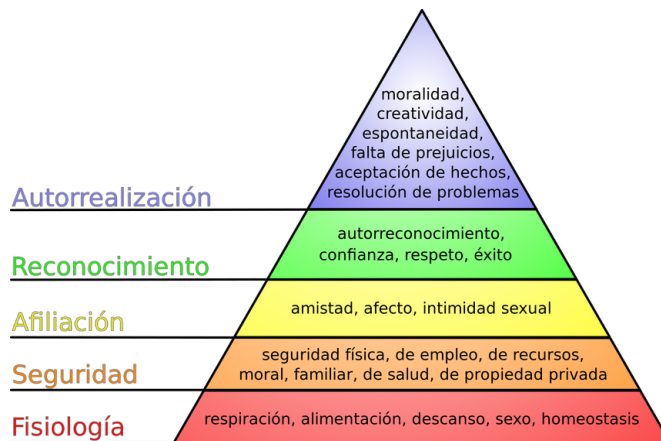 moralidad,
creatividad,
espontaneidad,
falta de prejuicios,
aceptación de hechos,
resolución de problemas
Autorrealización
autorreconocimiento,
confianza, respeto, éxito
Reconocimiento
amistad, afecto, intimidad sexual
Afiliación
seguridad física, de empleo, de recursos,
moral, familiar, de salud, de propiedad privada
Seguridad
respiración, alimentación, descanso, sexo, homeostasis
Fisiología